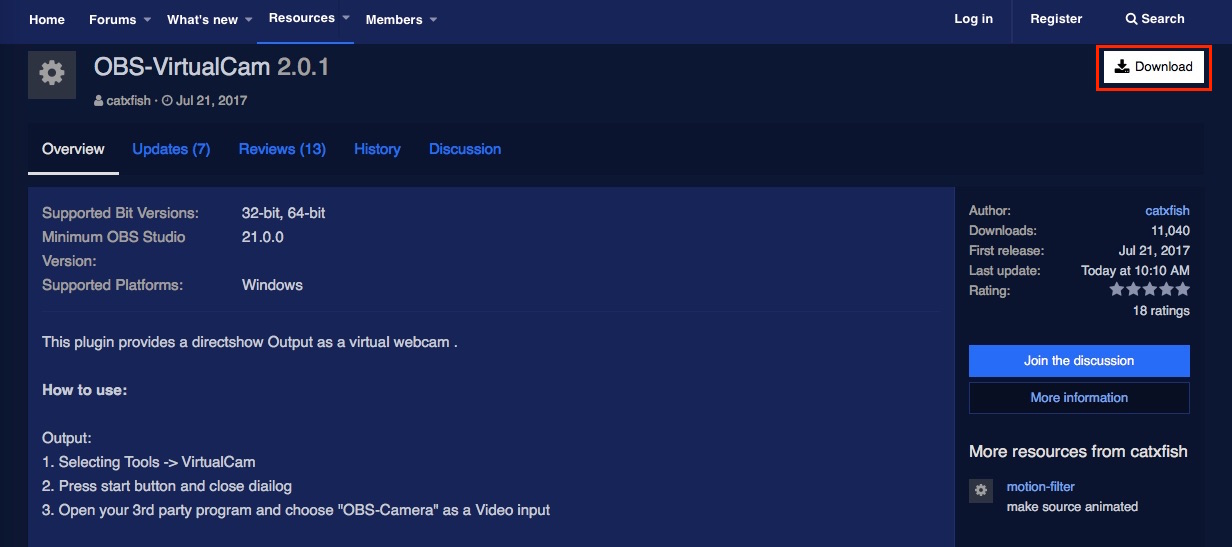 Home Forums What's new Resources Members Log in Register Search
OBS-VirtualCam 2.0.1
Download
catxfish · Jul 21, 2017
Overview Updates (7) Reviews (13) History Discussion
Supported Bit Versions: 32-bit, 64-bit
Minimum OBS Studio 21.0.0
Version:
Supported Platforms: Windows
This plugin provides a directshow Output as a virtual webcam .
How to use:
Output:
1. Selecting Tools -> VirtualCam
2. Press start button and close dialog
3. Open your 3rd party program and choose "OBS-Camera" as a Video input
Author: catxfish
Downloads: 11,040
First release: Jul 21, 2017
Last update: Today at 10:10 AM
Rating:
18 ratings
Join the discussion
More information
More resources from catxfish
motion-filter
make source animated